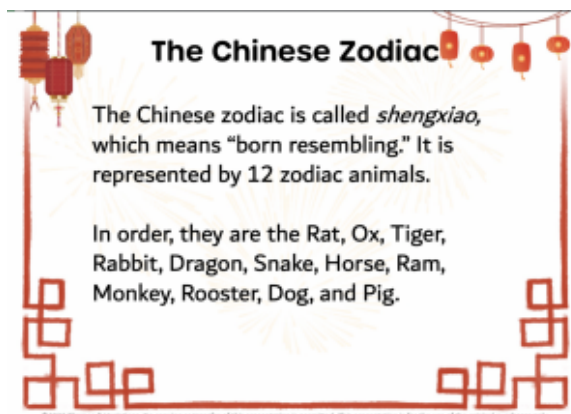 The Chinese Zodiac
The Chinese zodiac is called shengxiao,
which means “born resembling.” It is
represented by 12 zodiac animals.
In order, they are the Rat, Ox, Tiger,
Rabbit, Dragon, Snake, Horse, Ram,
Monkey, Rooster, Dog, and Pig.